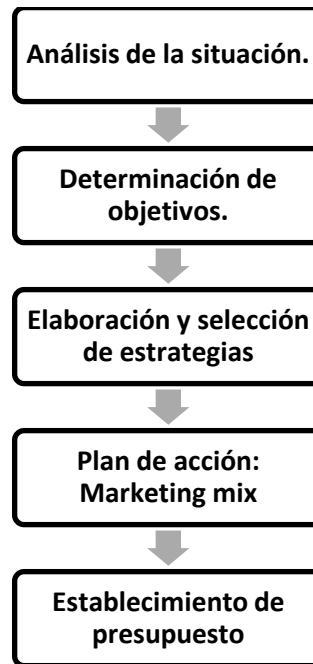 Análisis de la situación.
Determinación de
objetivos.
Elaboración y selección
de estrategias
Plan de acción:
Marketing mix
Establecimiento de
presupuesto